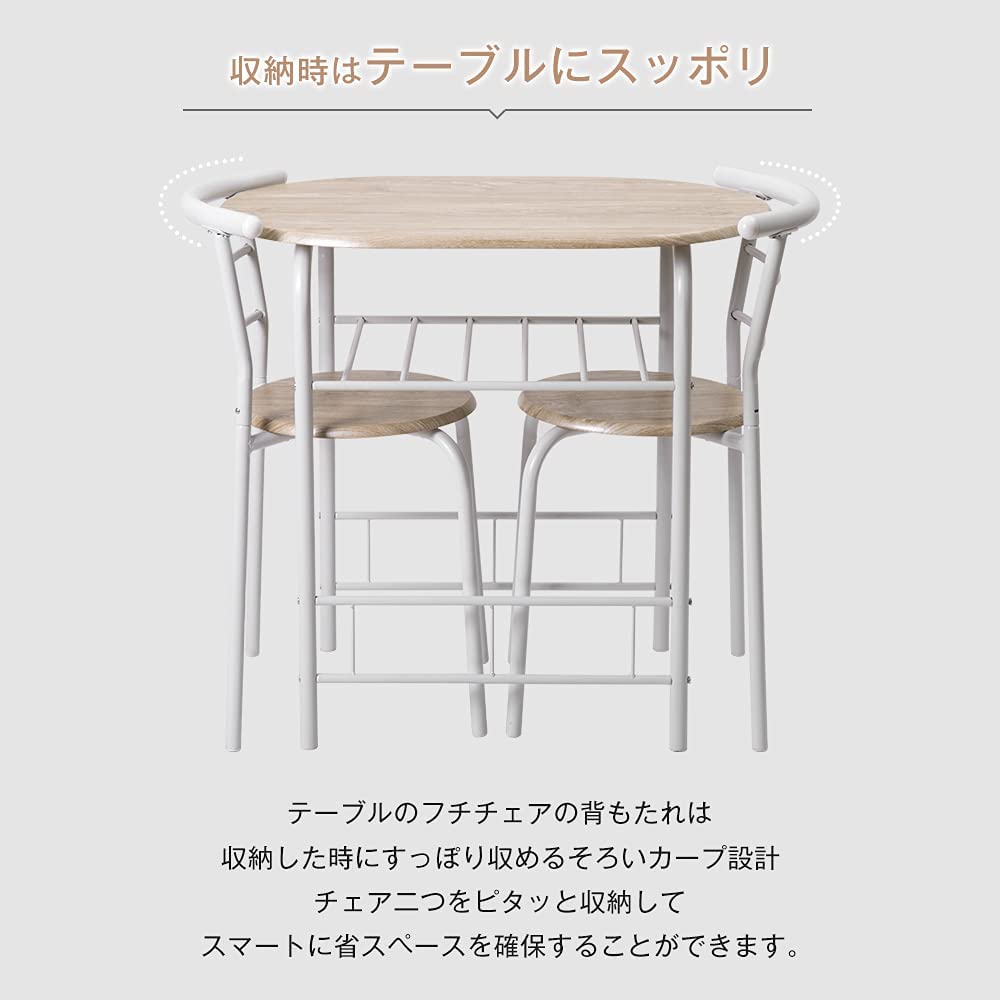 収納時はテーブルにスッポリ
テーブルのフチチェアの背もたれは
収納した時にすっぽり収めるそろいカープ設計
チェア二つをピタッと収納して
スマートに省スペースを確保することができます。